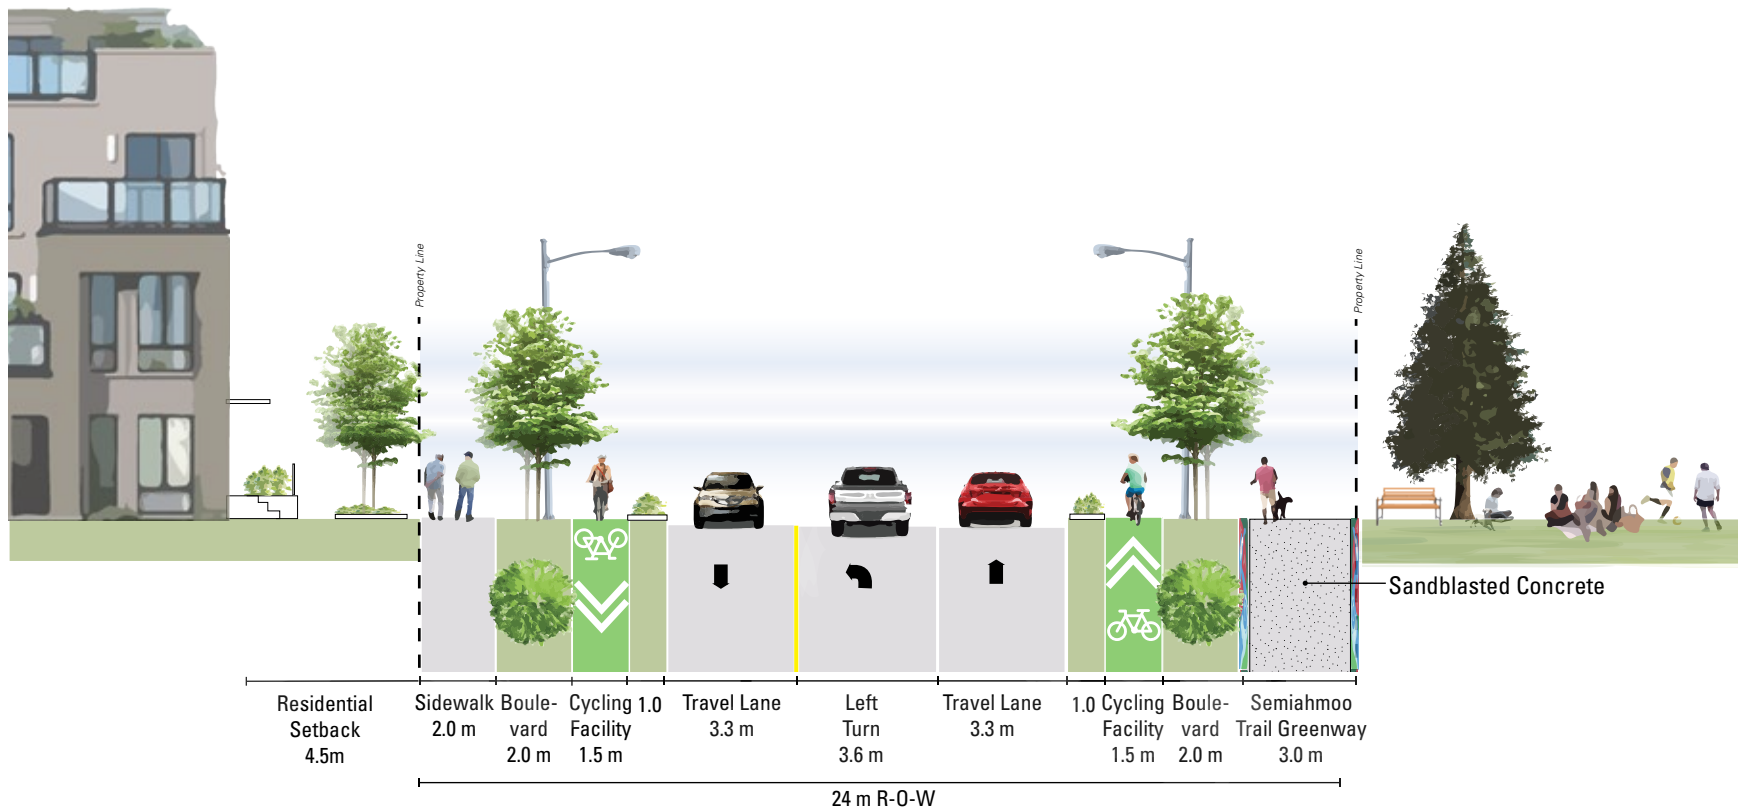 Property Line
Property Line
Sandblasted Concrete
Residential
Setback
4.5m
Sidewalk
2.0 m
Boule-
vard
2.0 m
Cycling
Facility
1.5 m
1.0
Travel Lane
3.3 m
Left
Turn
3.6 m
Travel Lane
3.3 m
1.0
Cycling
Facility
1.5 m
Boule-
vard
2.0 m
Semiahmoo
Trail Greenway
3.0 m
24 m R-O-W